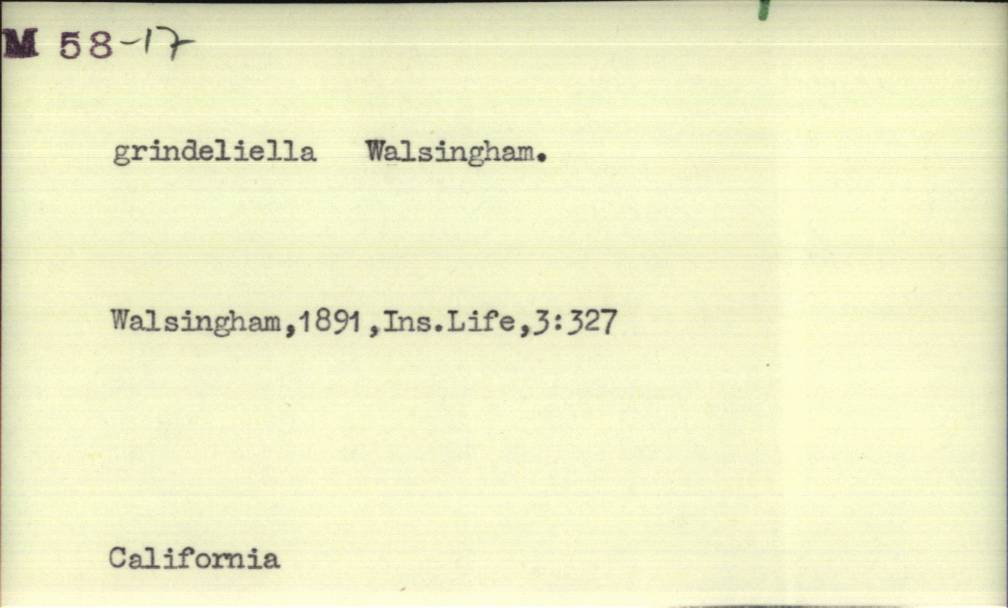 M 58-17
grindeliella Walsingham.
Walsingham,1891,Ins.Life,3:327
California